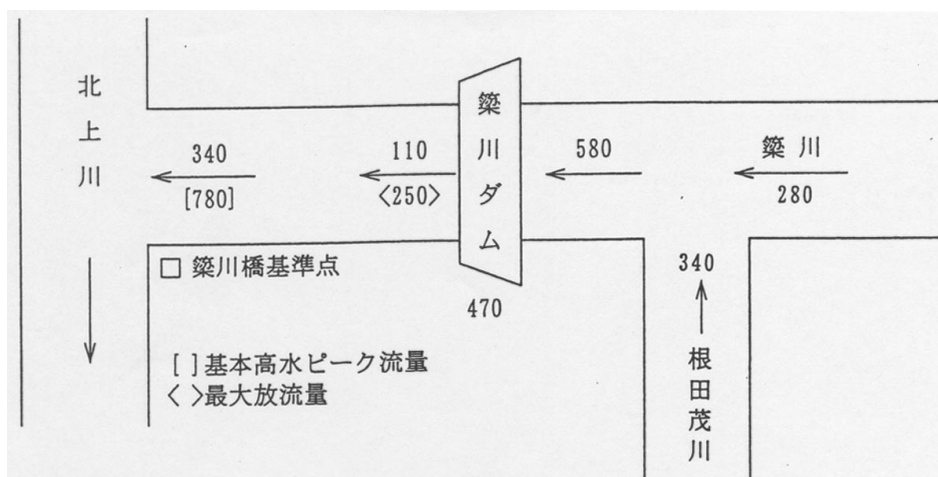 北上川
340
[780]
110
<250>
簗川ダム
580
簗川
280
□ 簗川橋基準点
470
340
根田茂川
[ ]基本高水ピーク流量
< >最大放流量